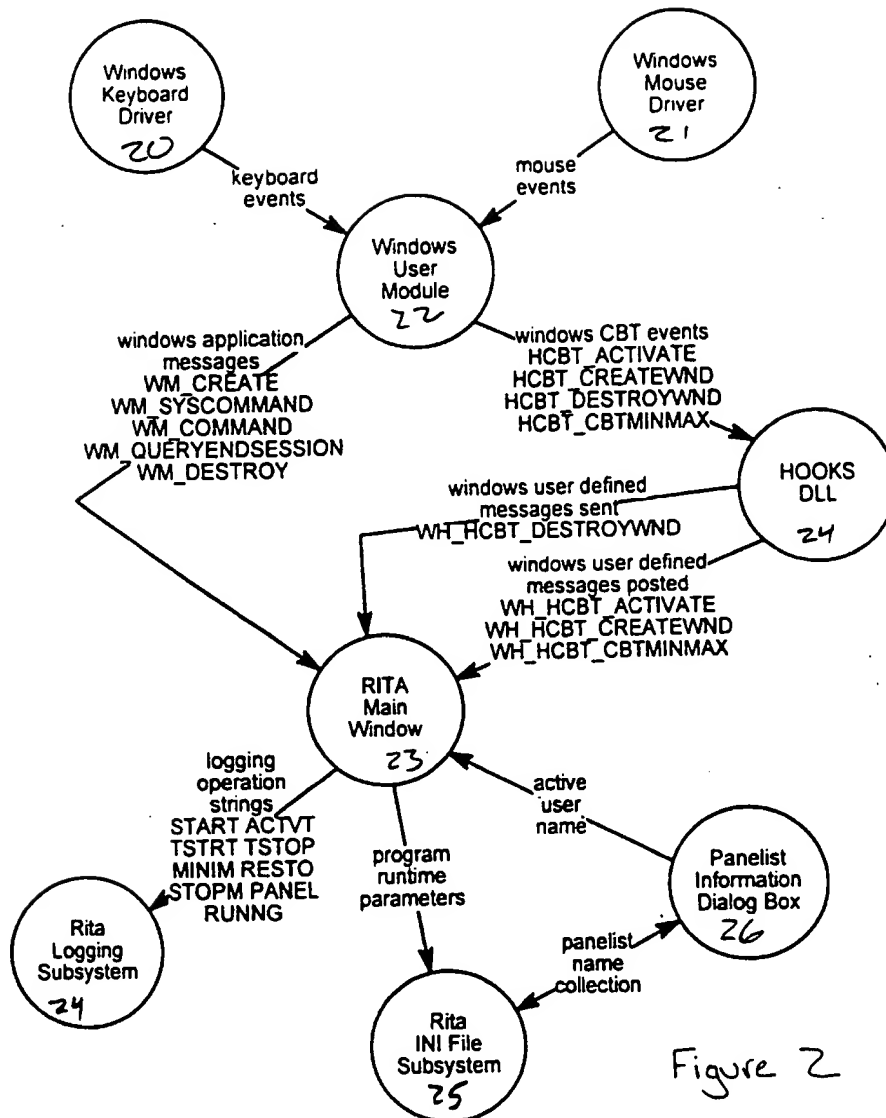 Windows
Keyboard
Driver
20
Windows
Mouse
Driver
21
keyboard
events
mouse
events
Windows
User
Module
22
windows application
messages
WM_CREATE
WM_SYSCOMMAND
WM_COMMAND
WM_QUERYENDSESSION
WM_DESTROY
windows CBT events
HCBT_ACTIVATE
HCBT_CREATEWND
HCBT_DESTROYWND
HCBT_CBTMINMAX
HOOKS
DLL
24
windows user defined
messages sent
WH_HCBT_DESTROYWND
windows user defined
messages posted
WH_HCBT_ACTIVATE
WH_HCBT_CREATEWND
WH_HCBT_CBTMINMAX
RITA
Main
Window
23
logging
operation
strings
START ACTVT
TSTRT TSTOP
MINIM RESTO
STOPM PANEL
RUNNG
program
runtime
parameters
active
user
name
Panelist
Information
Dialog Box
26
Rita
Logging
Subsystem
24
panelist
name
collection
Rita
INI File
Subsystem
25
Figure 2